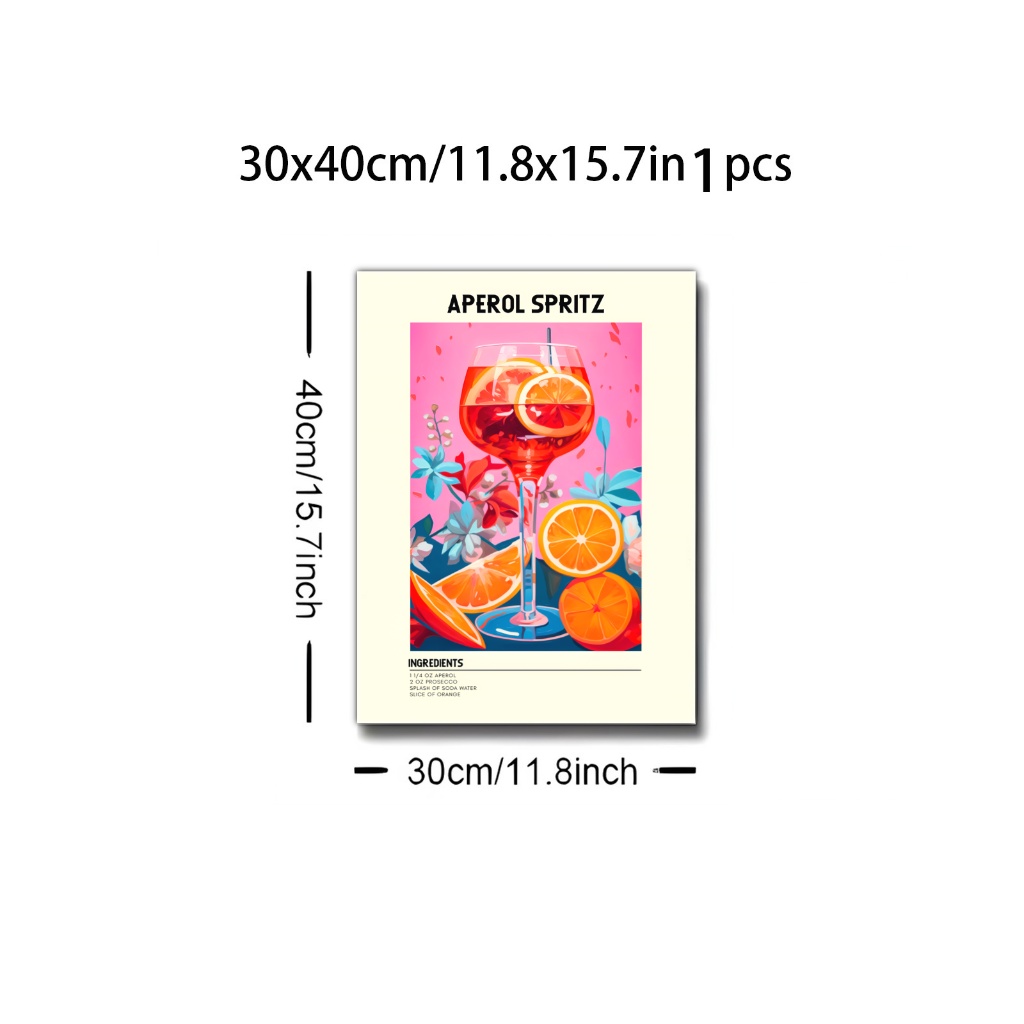 30x40cm/11.8x15.7in 1 pcs
APEROL SPRITZ
40cm/15.7inch
INGREDIENTS
1 1/4 OZ APEROL
2 OZ PROSECCO
SPLASH OF SODA WATER
SLICE OF ORANGE
30cm/11.8inch